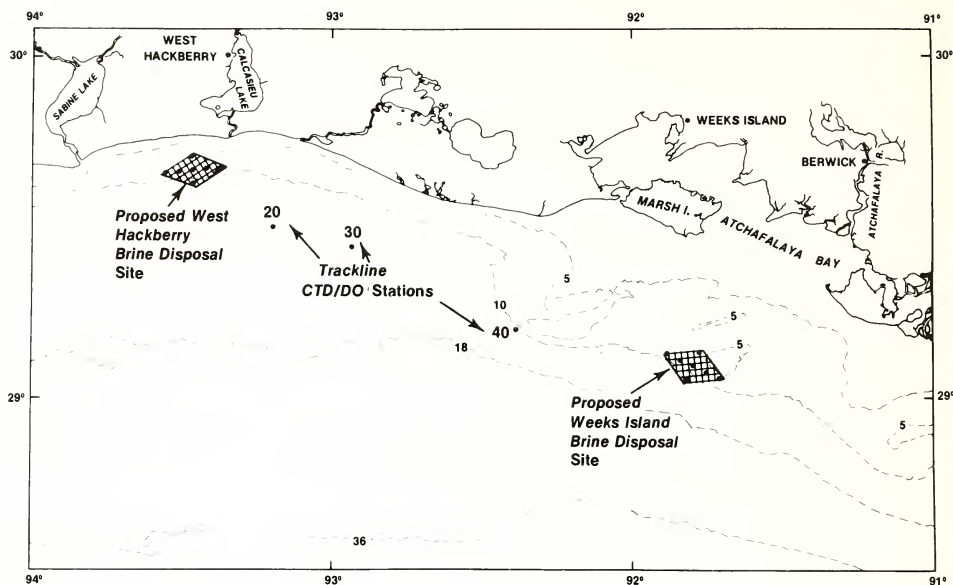 94° 93° 92° 91°
30° 30°
WEST
HACKBERRY
CALCASIEU
LAKE
SABINE LAKE
WEEKS ISLAND
BERWICK
ATCHAFALAYA R.
MARSH I.
ATCHAFALAYA BAY
Proposed West
Hackberry
Brine Disposal
Site
20
30
Trackline
CTD/DO Stations
40
10
5
5
5
18
29° 29°
Proposed
Weeks Island
Brine Disposal
Site
5
36
94° 93° 92° 91°